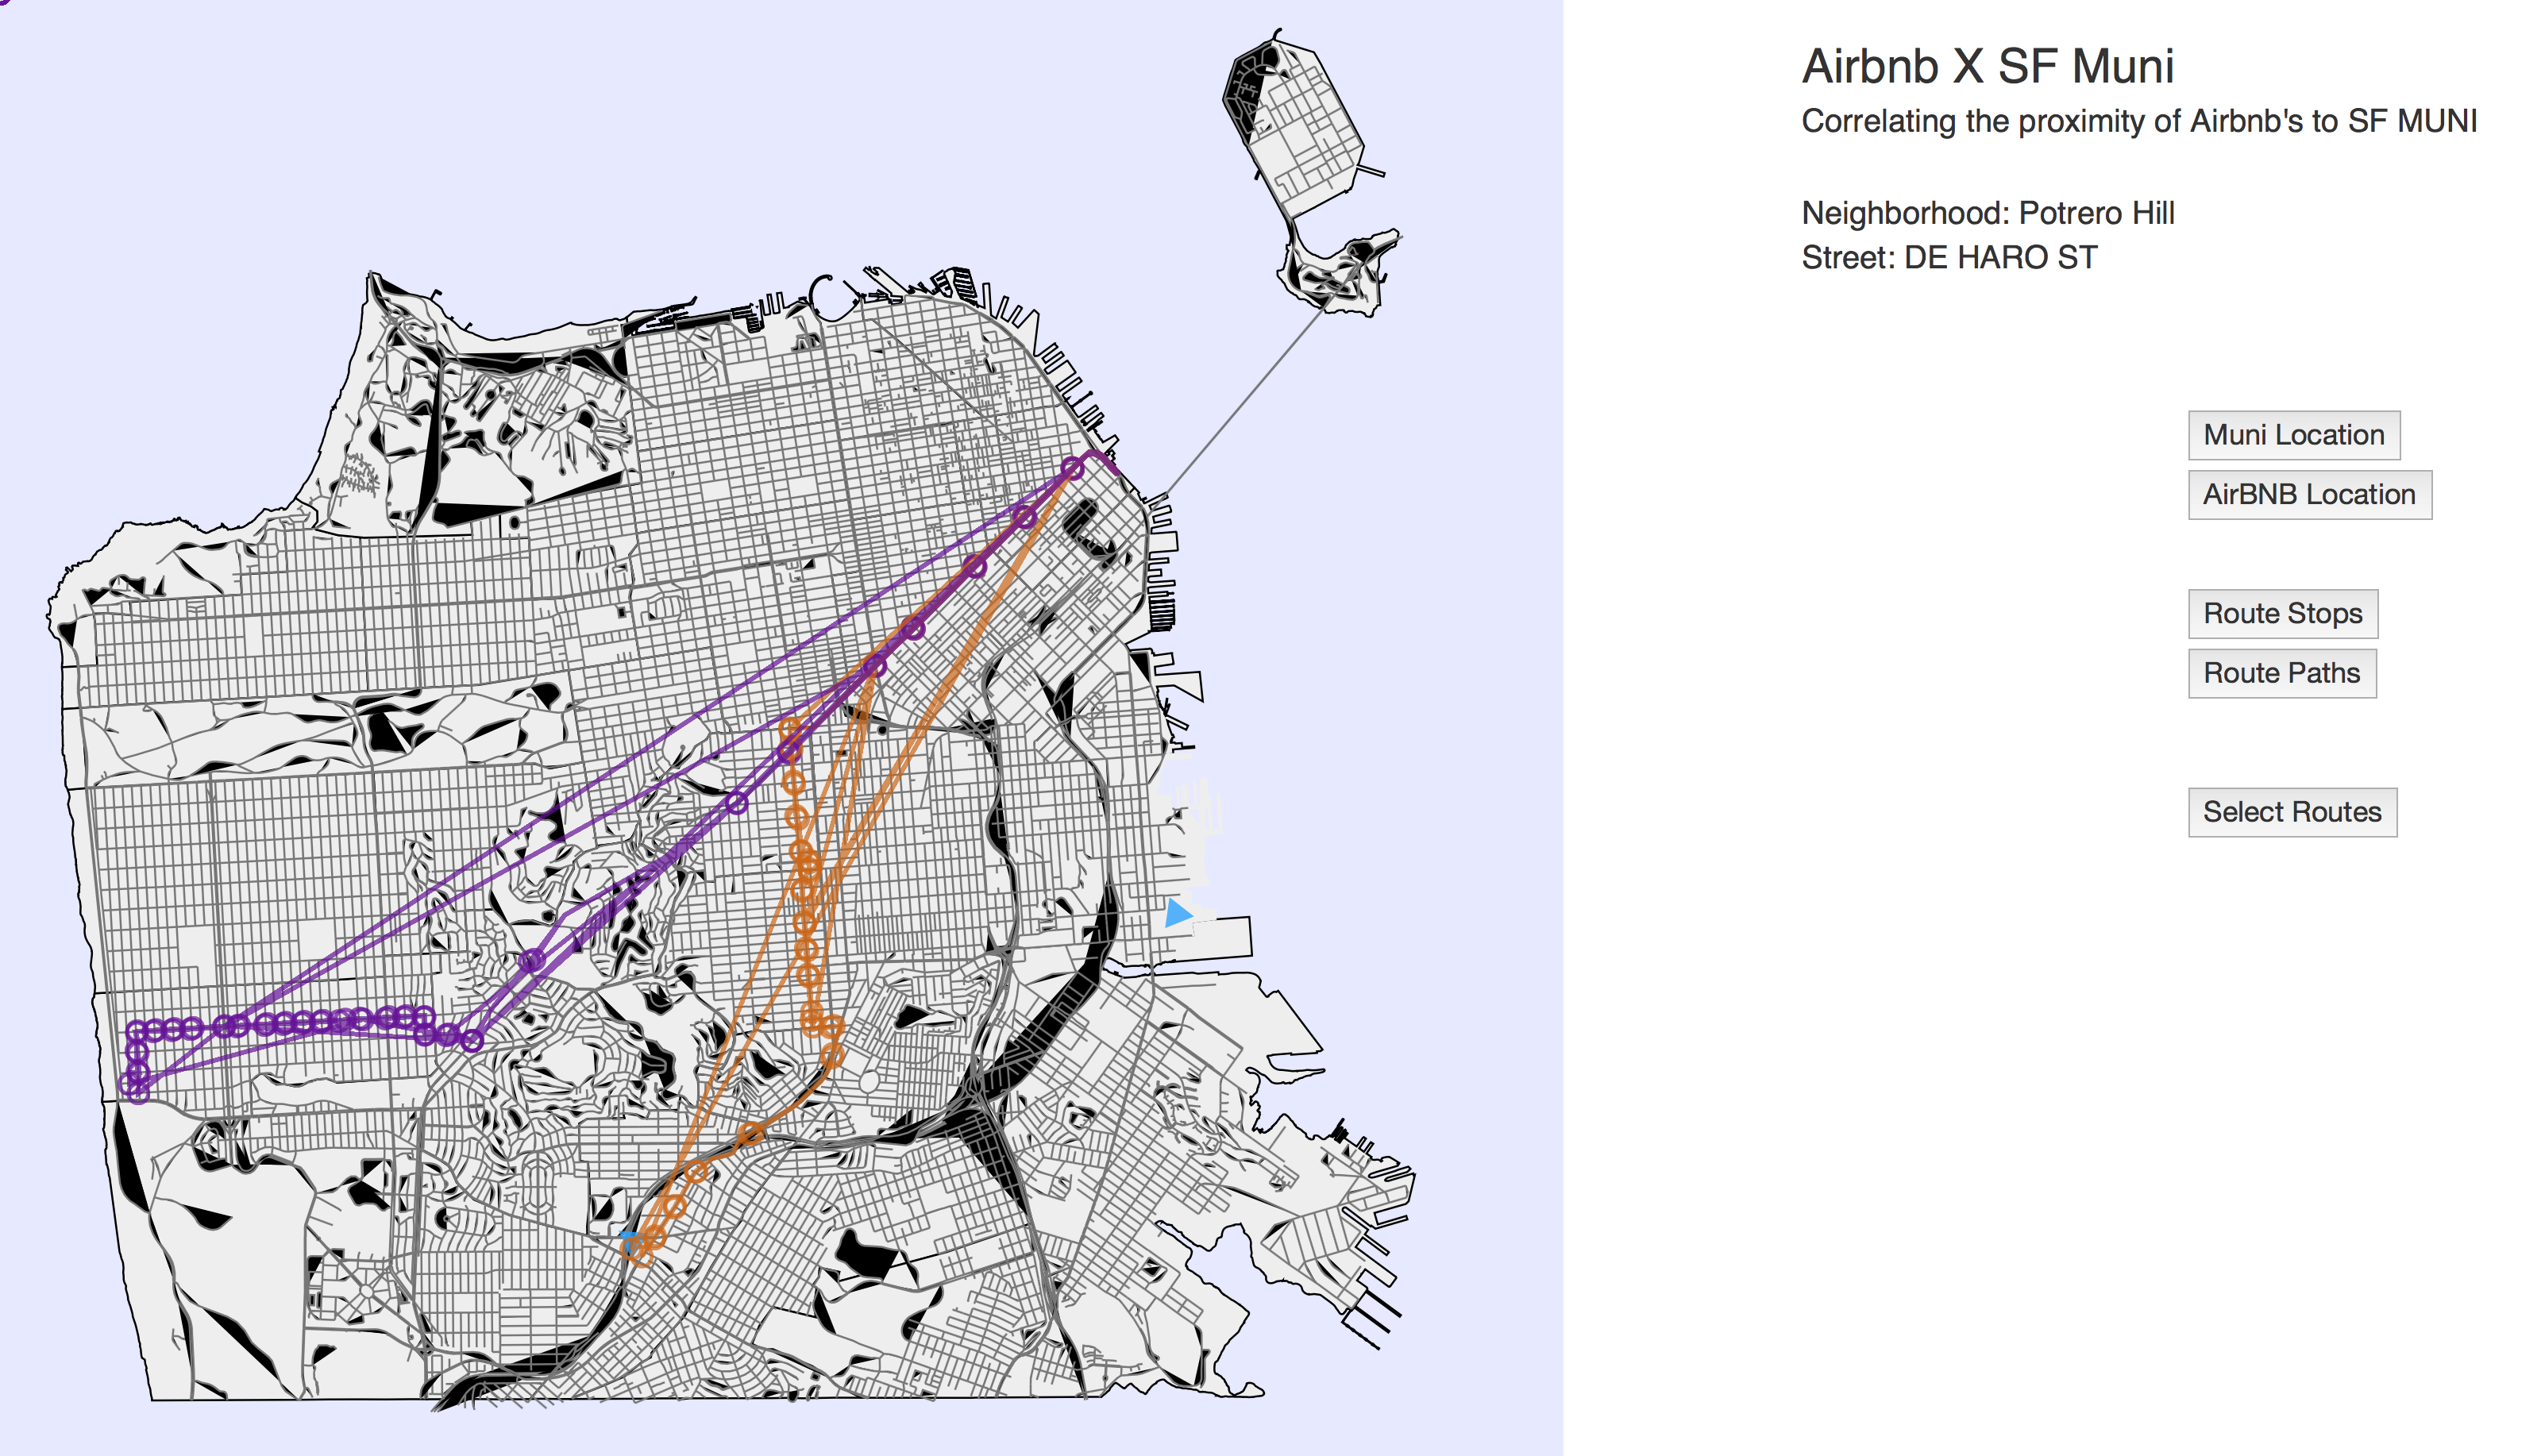 Airbnb X SF Muni
Correlating the proximity of Airbnb's to SF MUNI
Neighborhood: Potrero Hill
Street: DE HARO ST
Muni Location
AirBNB Location
Route Stops
Route Paths
Select Routes